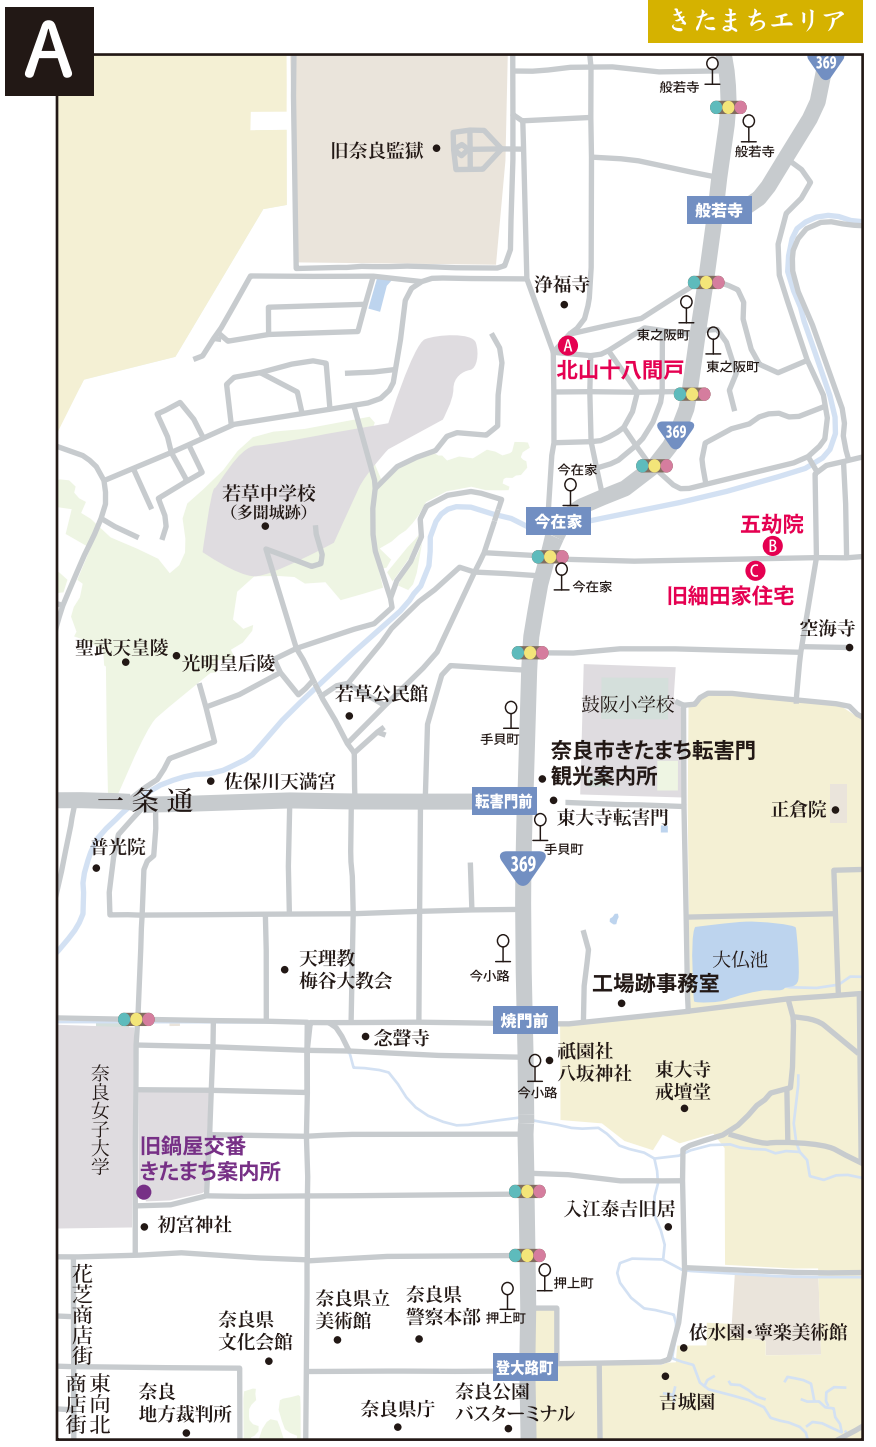 A
きたまちエリア
369
般若寺
般若寺
旧奈良監獄
般若寺
浄福寺
東之阪町
A
北山十八間戸
東之阪町
369
今在家
若草中学校
(多聞城跡)
今在家
五劫院
B
C
今在家
旧細田家住宅
空海寺
聖武天皇陵
光明皇后陵
若草公民館
鼓阪小学校
手貝町
奈良市きたまち転害門
観光案内所
佐保川天満宮
一条通
転害門前
正倉院
東大寺転害門
手貝町
普光院
369
天理教
梅谷大教会
今小路
大仏池
工場跡事務室
焼門前
念聲寺
祇園社
八坂神社
今小路
東大寺
戒壇堂
奈良女子大学
旧鍋屋交番
きたまち案内所
初宮神社
入江泰𠮷旧居
花芝商店街
押上町
奈良県立
美術館
奈良県
警察本部
押上町
奈良県
文化会館
依水園・寧楽美術館
登大路町
東向北
商店街
奈良
地方裁判所
奈良県庁
奈良公園
バスターミナル
吉城園